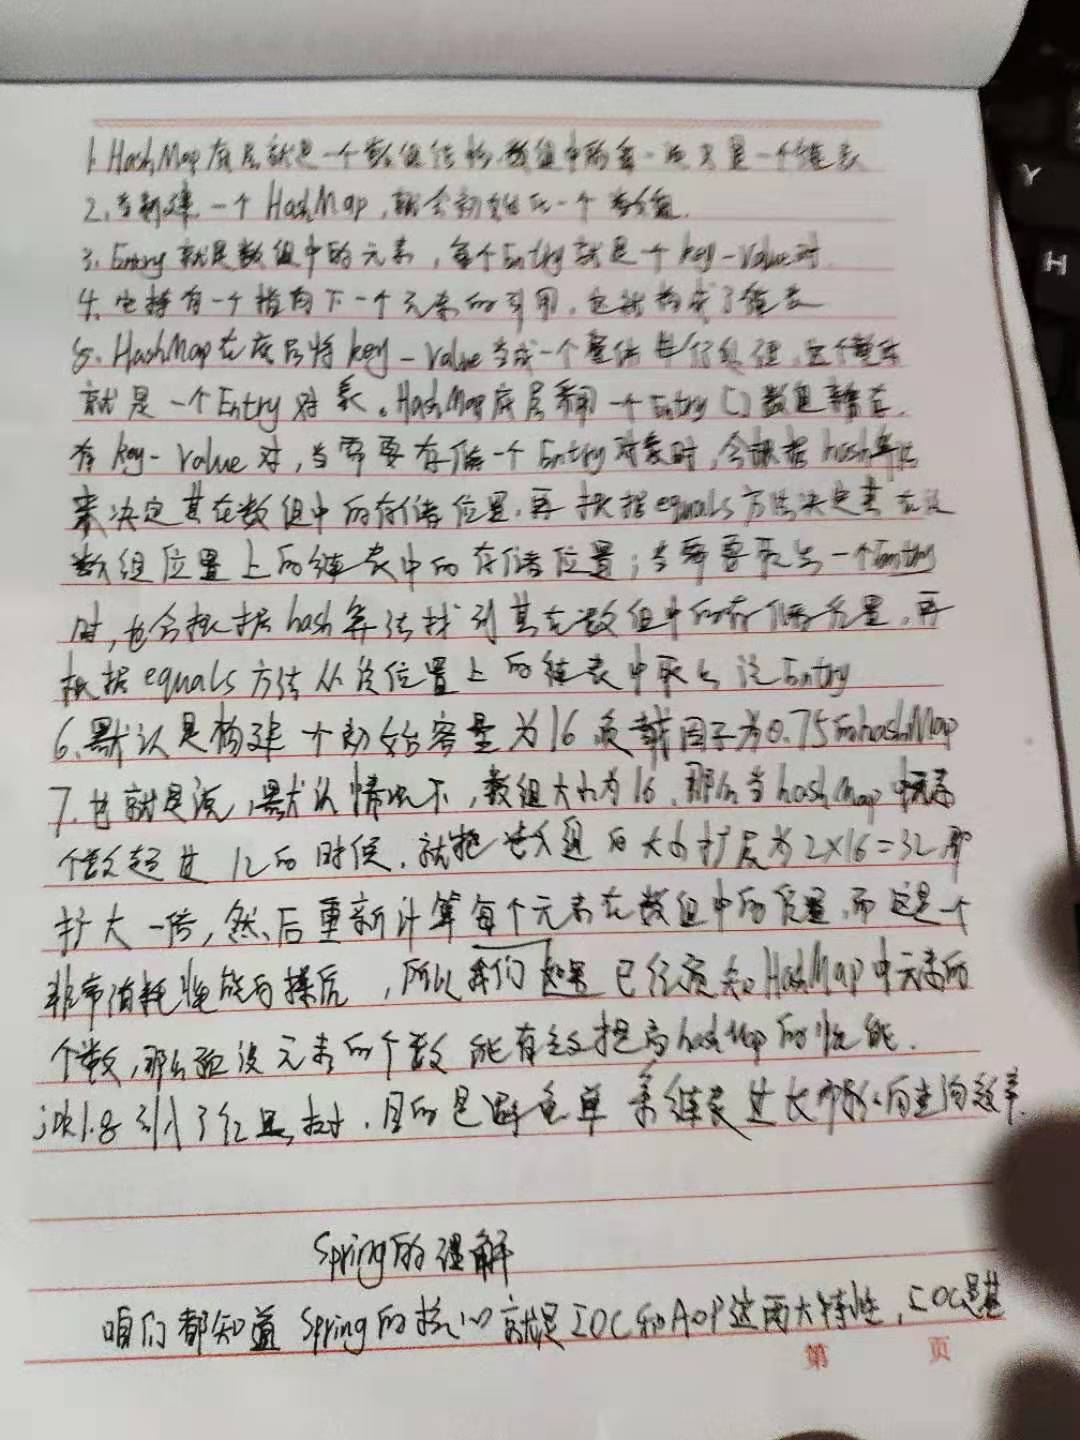 1. HashMap底层就是一个数组结构,数组中的每一项又是一个链表
2. 当新建一个HashMap,就会初始化一个数组.
3. Entry就是数组中的元素,每个Entry就是一个key-value对
4. 它持有一个指向下一个元素的引用,这就构成了链表
5. HashMap在底层将key-value当成一个整体进行处理,这个整体
就是一个Entry对象。HashMap底层采用一个Entry[]数组来存
有key-value对,当需要存储一个Entry对象时,会根据hash算法
来决定其在数组中的存储位置,再根据equals方法决定其在该
数组位置上的链表中的存储位置;当需要取出一个Entry
时,也会根据hash算法找到其在数组中的存储位置,再
根据equals方法从该位置上的链表中取出该Entry
6.默认是构建一个初始容量为16负载因子为0.75的hashMap
7.也就是说,默认情况下,数组大小为16,那么当hashMap中元素
个数超过12的时候,就把数组的大小扩展为2×16=32即
扩大一倍,然后重新计算每个元素在数组中的位置,而这是一个
非常消耗性能的操作,所以我们如果已经预知HashMap中元素的
个数,那么预设元素的个数能有效提高hashMap的性能.
jdk1.8引入了红黑树,目的是避免单条链表过长而影响查询效率.
Spring的理解
咱们都知道Spring的核心就是IOC和AOP这两大特性,IOC是基
第 页
Y
H